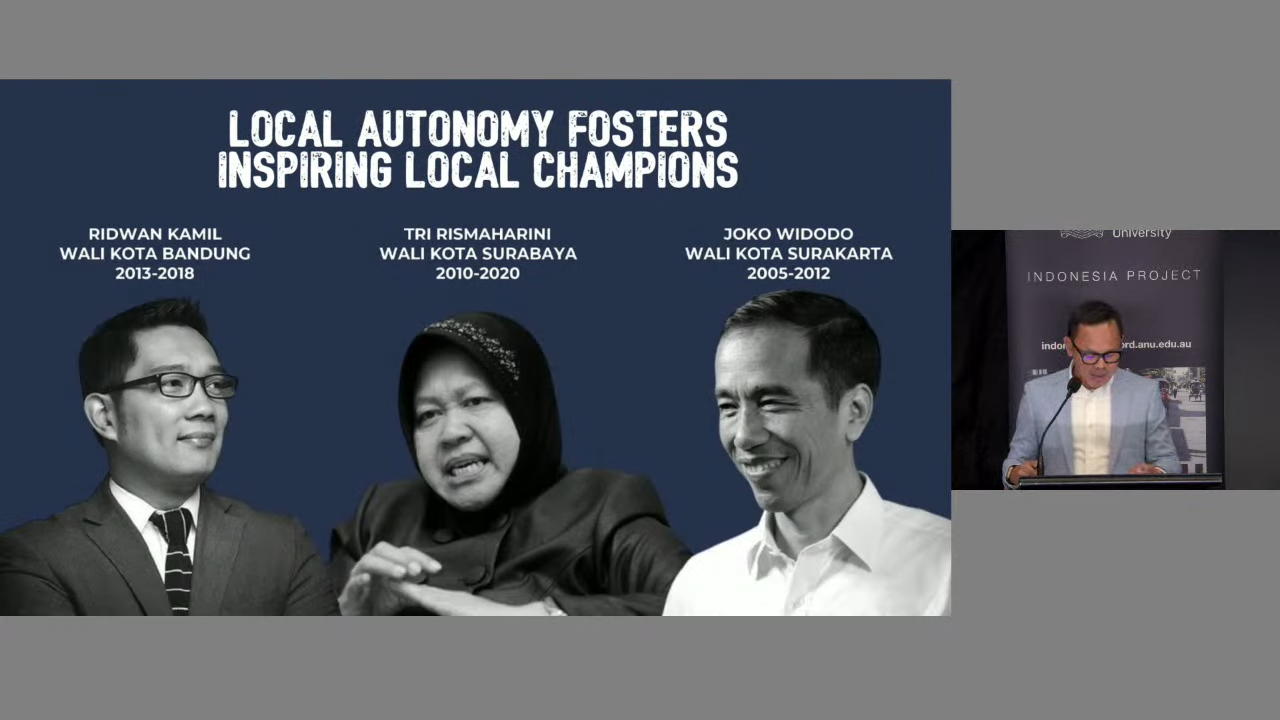 LOCAL AUTONOMY FOSTERS
INSPIRING LOCAL CHAMPIONS
RIDWAN KAMIL
WALI KOTA BANDUNG
2013-2018
TRI RISMAHARINI
WALI KOTA SURABAYA
2010-2020
JOKO WIDODO
WALI KOTA SURAKARTA
2005-2012
University
INDONESIA PROJECT